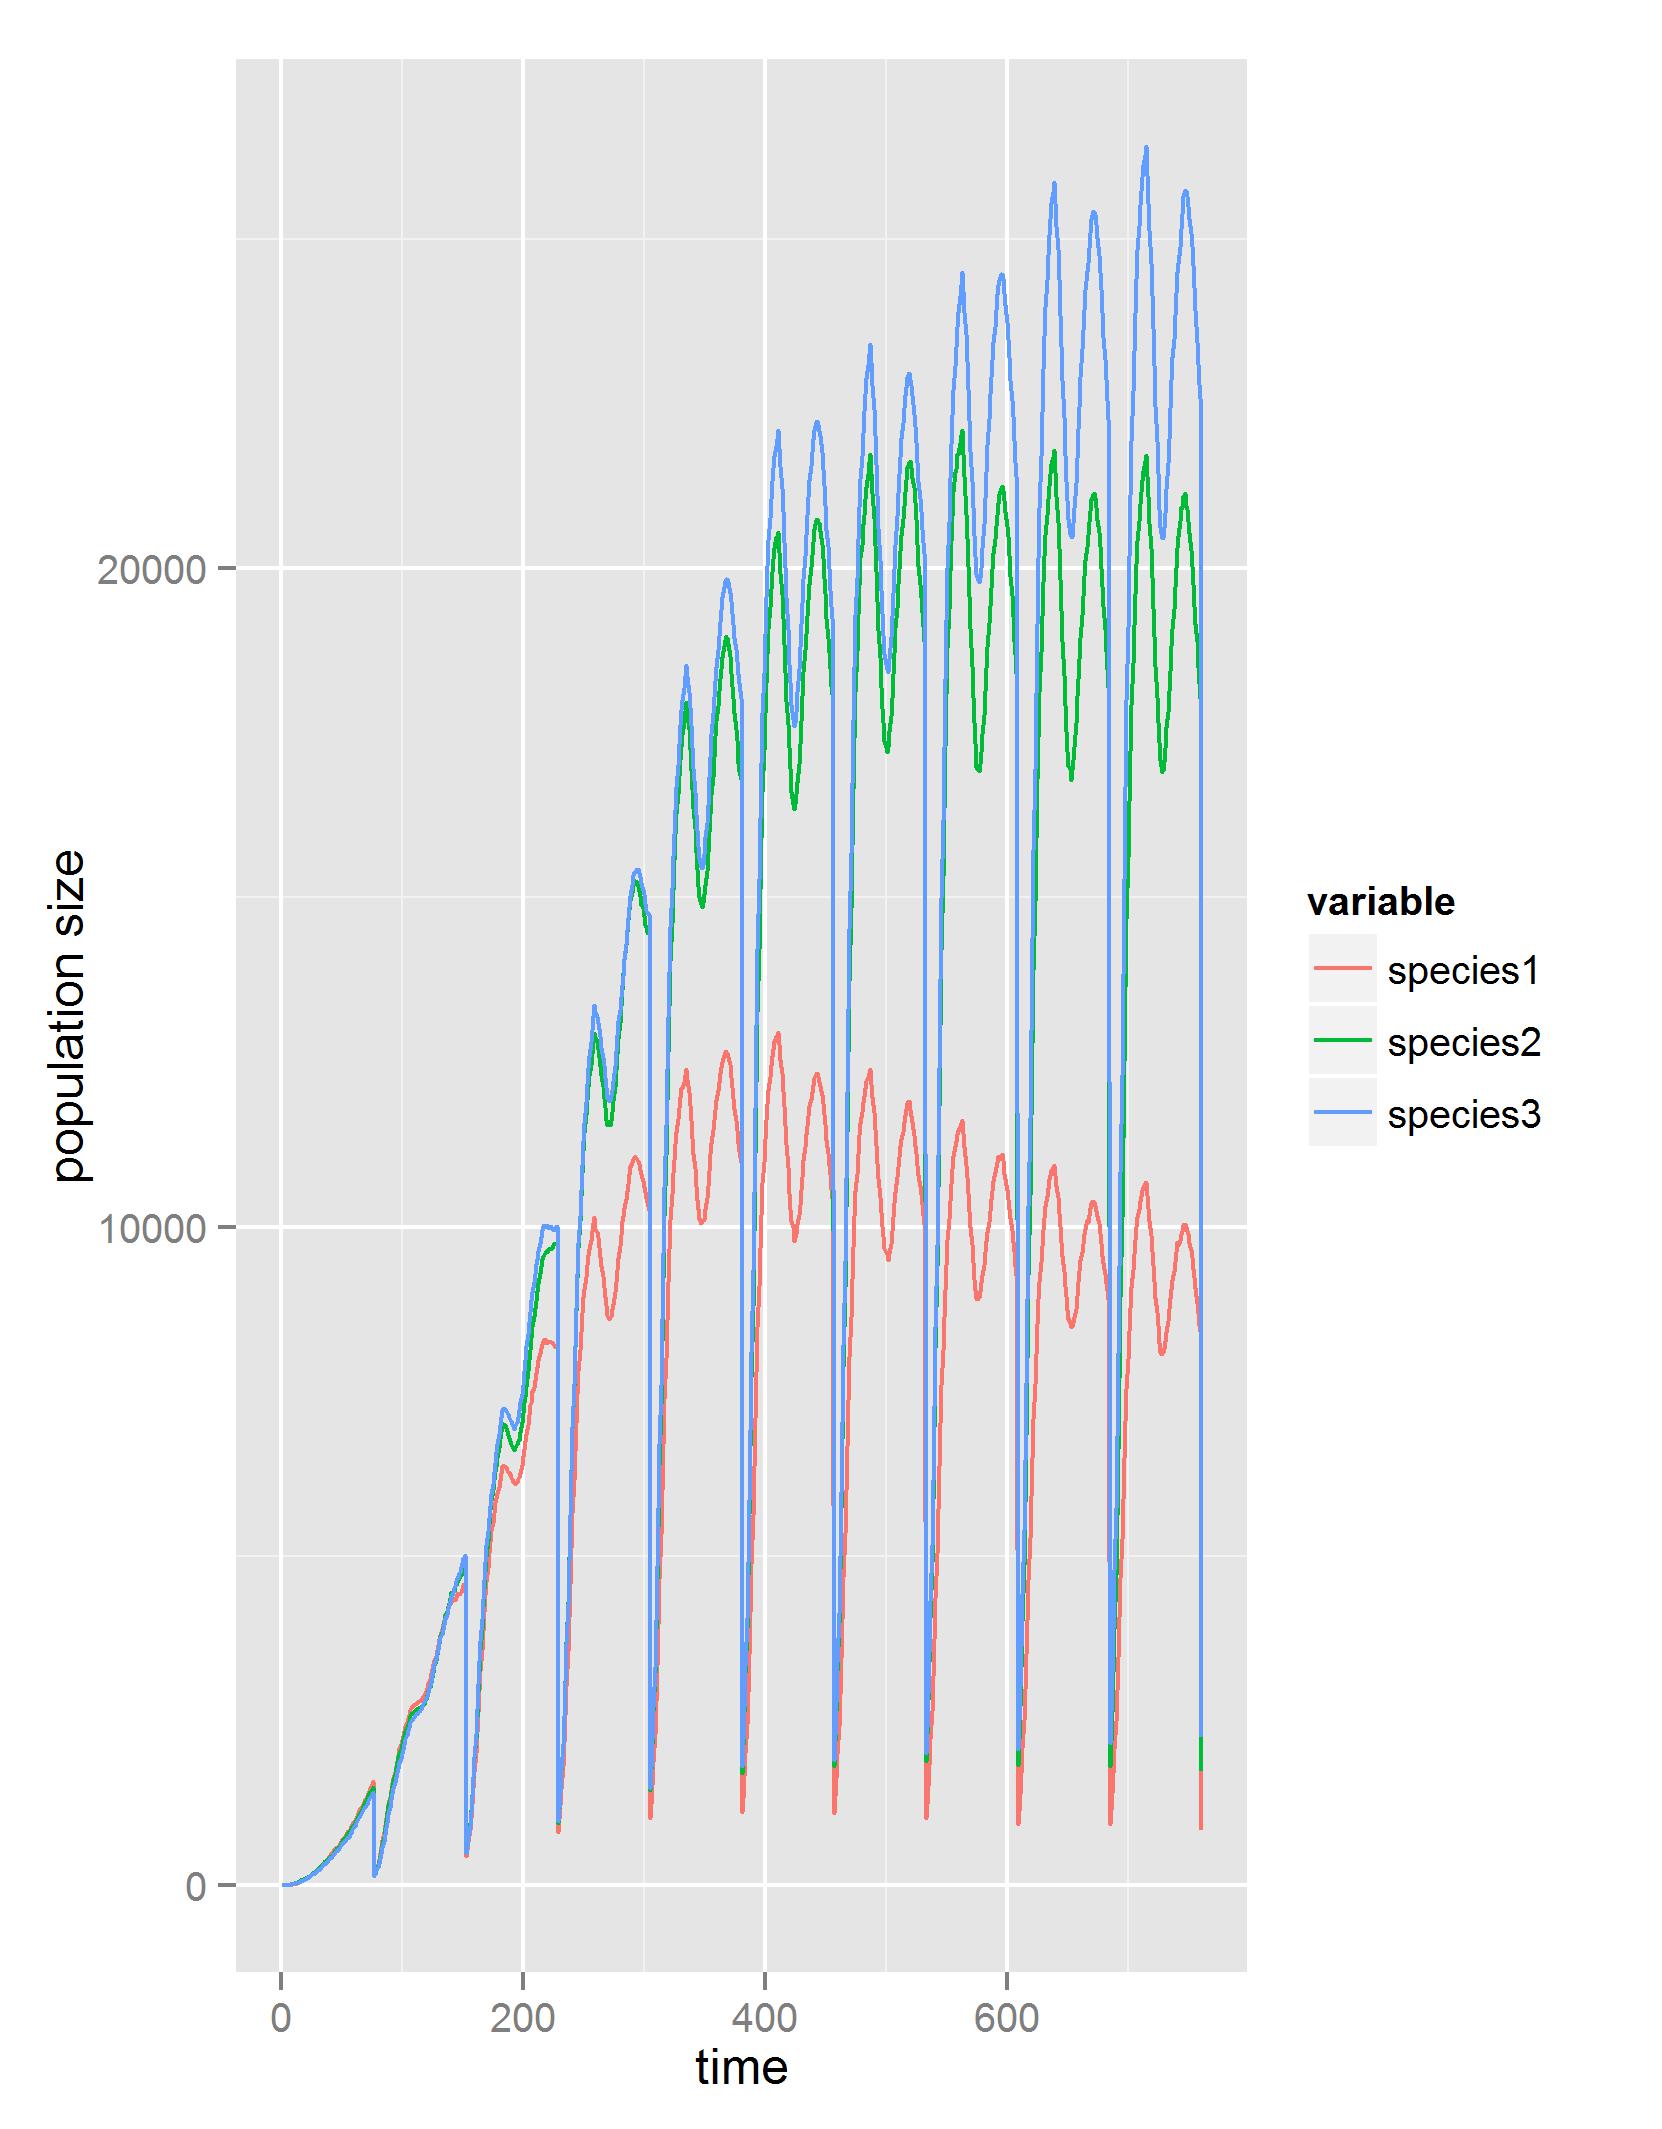 population size
20000
10000
0
0 200 400 600
time
variable
species1
species2
species3